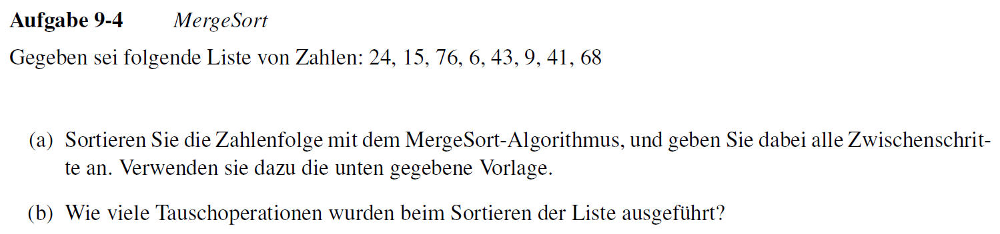 Aufgabe 9-4 MergeSort
Gegeben sei folgende Liste von Zahlen: 24, 15, 76, 6, 43, 9, 41, 68
(a) Sortieren Sie die Zahlenfolge mit dem MergeSort-Algorithmus, und geben Sie dabei alle Zwischenschrit-
te an. Verwenden sie dazu die unten gegebene Vorlage.
(b) Wie viele Tauschoperationen wurden beim Sortieren der Liste ausgeführt?